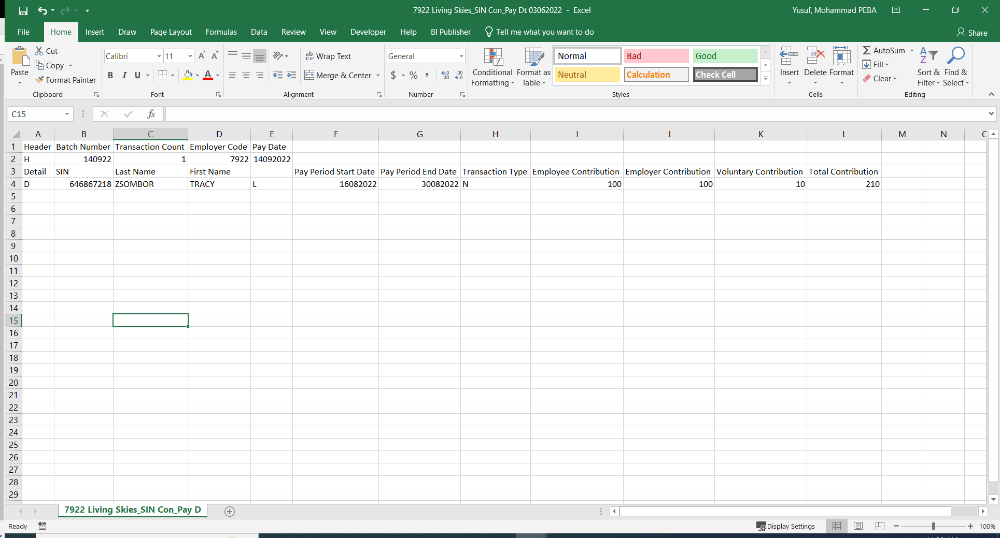 7922 Living Skies_SIN Con_Pay Dt 03062022 - Excel
Yusuf, Mohammad PEBA
File Home Insert Draw Page Layout Formulas Data Review View Developer Help BI Publisher Tell me what you want to do Share
Paste Cut Copy Format Painter Clipboard
Calibri 11 B I U A Font
Wrap Text Merge & Center Alignment
General $ % , Number
Conditional Formatting Format as Table
Normal Bad Good
Neutral Calculation Check Cell
Styles
Insert Delete Format Cells
AutoSum Fill Clear Sort & Filter Find & Select Editing
C15 fx
A B C D E F G H I J K L M N
1 Header Batch Number Transaction Count Employer Code Pay Date
2 H 140922 1 7922 14092022
3 Detail SIN Last Name First Name Pay Period Start Date Pay Period End Date Transaction Type Employee Contribution Employer Contribution Voluntary Contribution Total Contribution
4 D 646867218 ZSOMBOR TRACY L 16082022 30082022 N 100 100 10 210
5
6
7
8
9
10
11
12
13
14
15
16
17
18
19
20
21
22
23
24
25
26
27
28
29
7922 Living Skies_SIN Con_Pay D
Ready Display Settings 100%